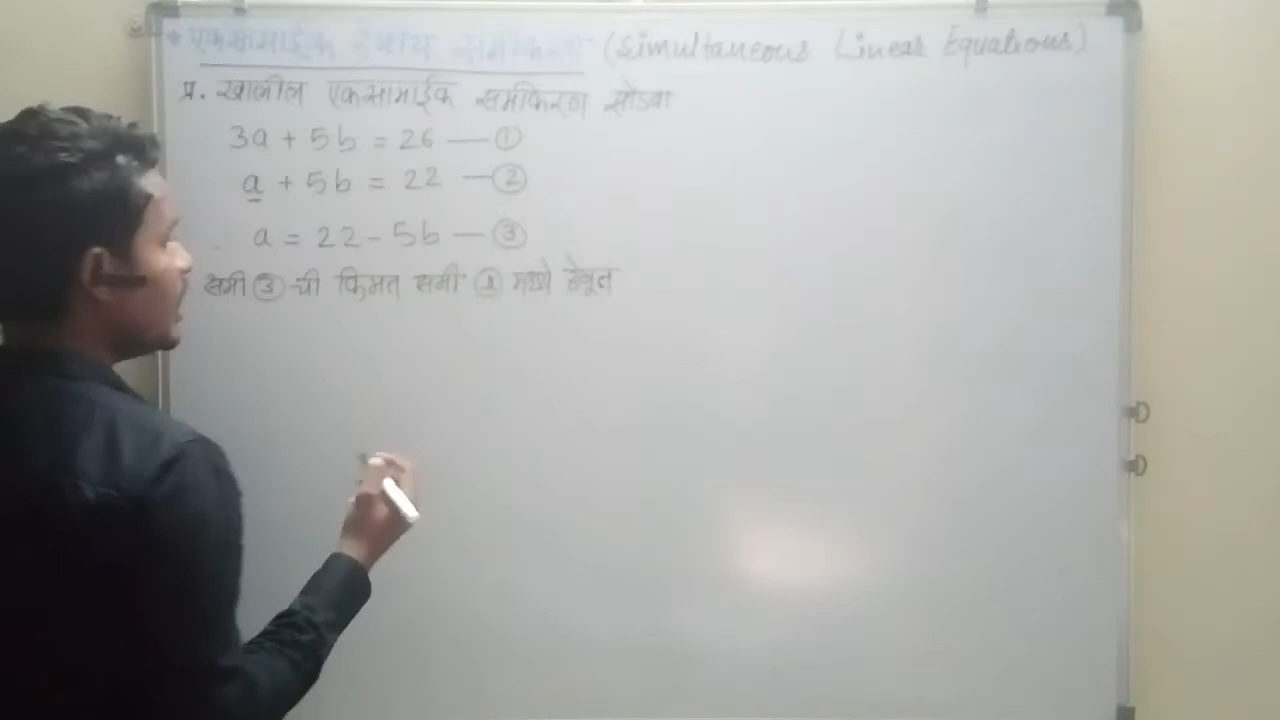 * एकसामाईक रेषीय समीकरणे (Simultaneous Linear Equations)
प्र. खालील एकसामाईक समीकरण सोडवा
3a + 5b = 26 — ①
a + 5b = 22 — ②
a = 22 - 5b — ③
समी ③ ची किंमत समी ① मध्ये ठेवून